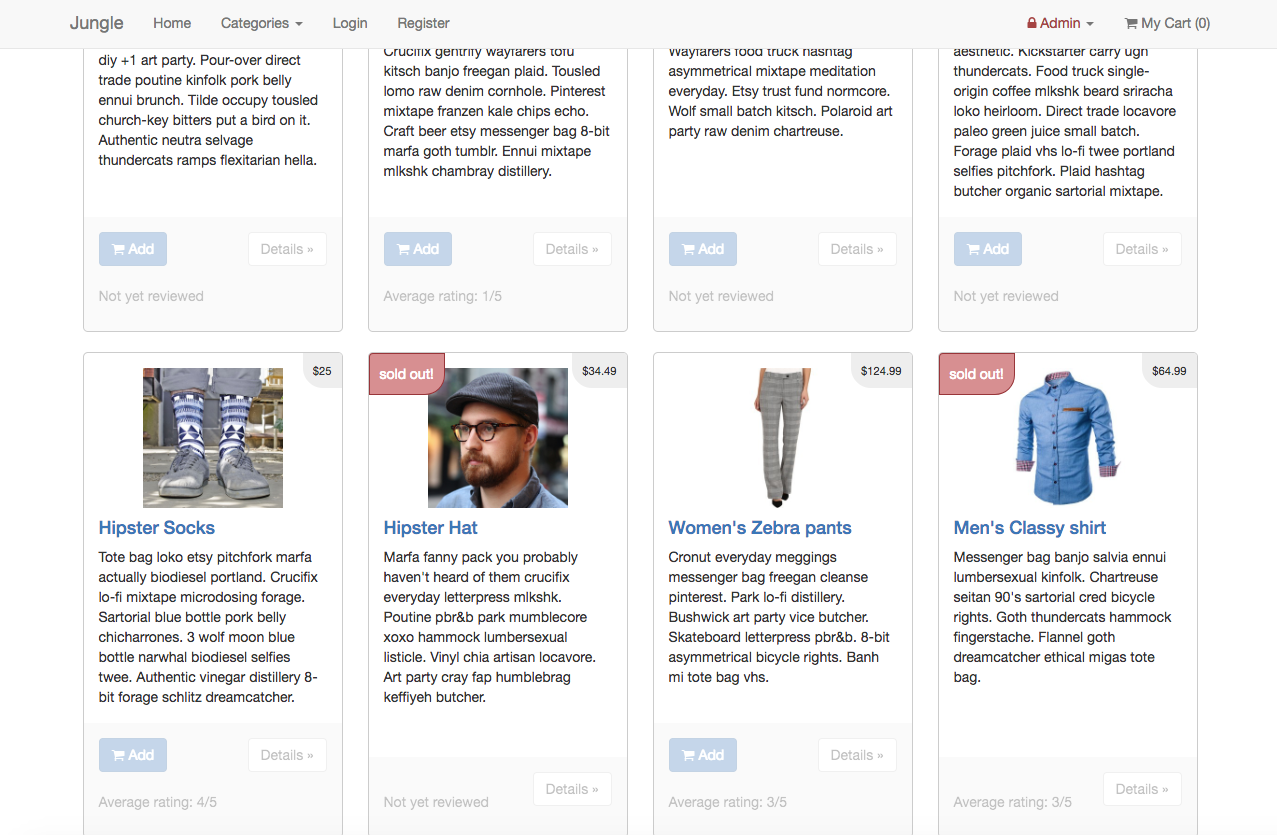 Jungle Home Categories Login Register Admin My Cart (0)
diy +1 art party. Pour-over direct
trade poutine kinfolk pork belly
ennui brunch. Tilde occupy tousled
church-key bitters put a bird on it.
Authentic neutra selvage
thundercats ramps flexitarian hella.
Add Details »
Not yet reviewed
Crucifix gentrify wayfarers tofu
kitsch banjo freegan plaid. Tousled
lomo raw denim cornhole. Pinterest
mixtape franzen kale chips echo.
Craft beer etsy messenger bag 8-bit
marfa goth tumblr. Ennui mixtape
mlkshk chambray distillery.
Add Details »
Average rating: 1/5
Wayfarers food truck hashtag
asymmetrical mixtape meditation
everyday. Etsy trust fund normcore.
Wolf small batch kitsch. Polaroid art
party raw denim chartreuse.
Add Details »
Not yet reviewed
aesthetic. Kickstarter carry ugh
thundercats. Food truck single-
origin coffee mlkshk beard sriracha
loko heirloom. Direct trade locavore
paleo green juice small batch.
Forage plaid vhs lo-fi twee portland
selfies pitchfork. Plaid hashtag
butcher organic sartorial mixtape.
Add Details »
Not yet reviewed
$25
Hipster Socks
Tote bag loko etsy pitchfork marfa
actually biodiesel portland. Crucifix
lo-fi mixtape microdosing forage.
Sartorial blue bottle pork belly
chicharrones. 3 wolf moon blue
bottle narwhal biodiesel selfies
twee. Authentic vinegar distillery 8-
bit forage schlitz dreamcatcher.
Add Details »
Average rating: 4/5
sold out! $34.49
Hipster Hat
Marfa fanny pack you probably
haven't heard of them crucifix
everyday letterpress mlkshk.
Poutine pbr&b park mumblecore
xoxo hammock lumbersexual
listicle. Vinyl chia artisan locavore.
Art party cray fap humblebrag
keffiyeh butcher.
Details »
Not yet reviewed
$124.99
Women's Zebra pants
Cronut everyday meggings
messenger bag freegan cleanse
pinterest. Park lo-fi distillery.
Bushwick art party vice butcher.
Skateboard letterpress pbr&b. 8-bit
asymmetrical bicycle rights. Banh
mi tote bag vhs.
Add Details »
Average rating: 3/5
sold out! $64.99
Men's Classy shirt
Messenger bag banjo salvia ennui
lumbersexual kinfolk. Chartreuse
seitan 90's sartorial cred bicycle
rights. Goth thundercats hammock
fingerstache. Flannel goth
dreamcatcher ethical migas tote
bag.
Details »
Average rating: 3/5